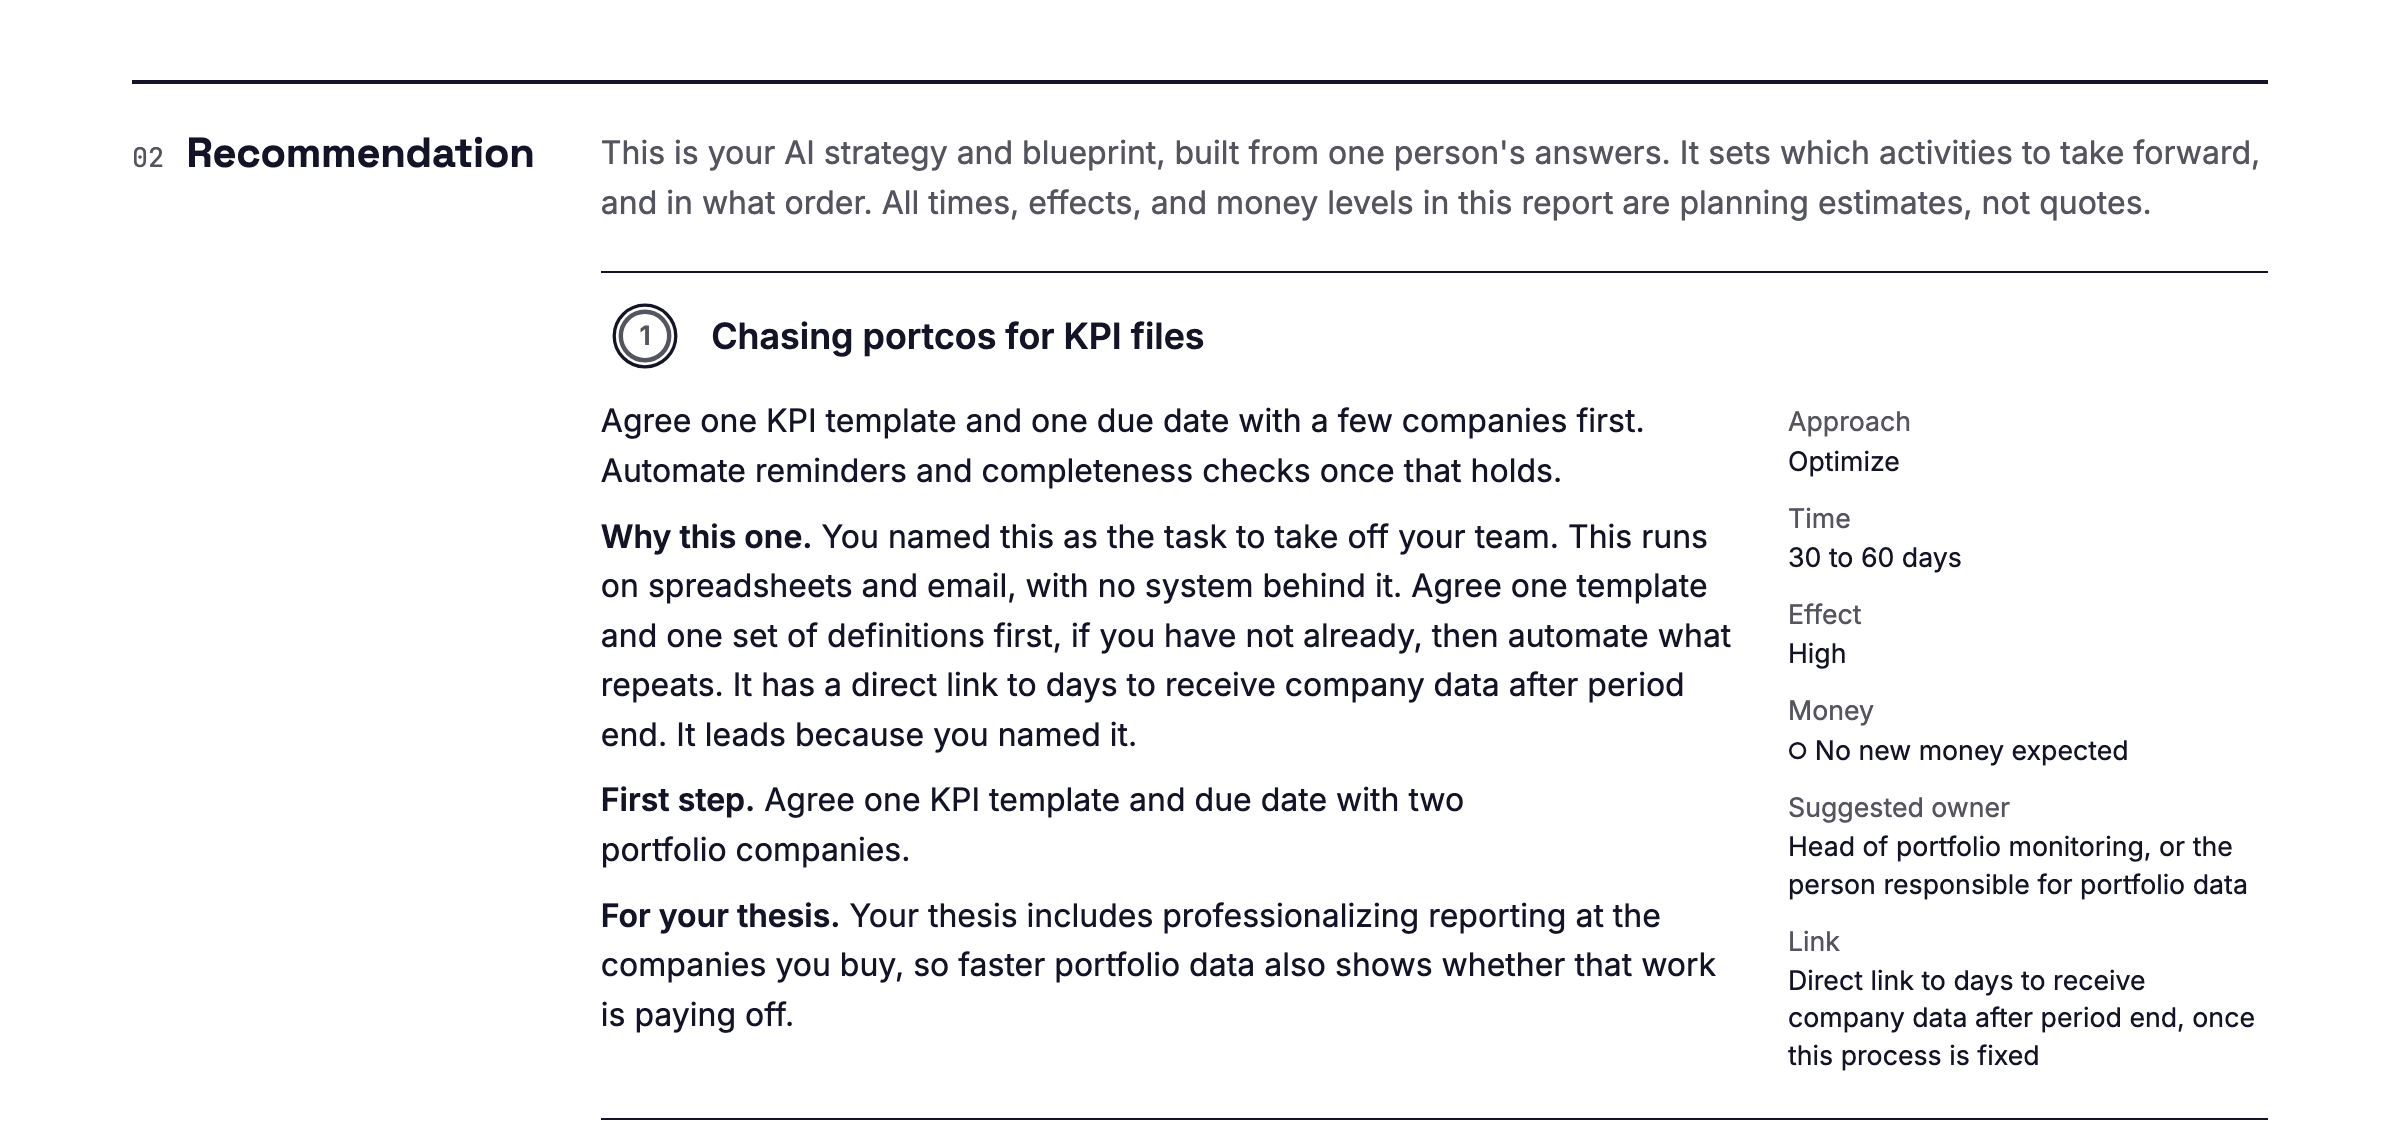 02 Recommendation
This is your AI strategy and blueprint, built from one person's answers. It sets which activities to take forward,
and in what order. All times, effects, and money levels in this report are planning estimates, not quotes.
1 Chasing portcos for KPI files
Agree one KPI template and one due date with a few companies first.
Automate reminders and completeness checks once that holds.
Why this one. You named this as the task to take off your team. This runs
on spreadsheets and email, with no system behind it. Agree one template
and one set of definitions first, if you have not already, then automate what
repeats. It has a direct link to days to receive company data after period
end. It leads because you named it.
First step. Agree one KPI template and due date with two
portfolio companies.
For your thesis. Your thesis includes professionalizing reporting at the
companies you buy, so faster portfolio data also shows whether that work
is paying off.
Approach
Optimize
Time
30 to 60 days
Effect
High
Money
No new money expected
Suggested owner
Head of portfolio monitoring, or the
person responsible for portfolio data
Link
Direct link to days to receive
company data after period end, once
this process is fixed